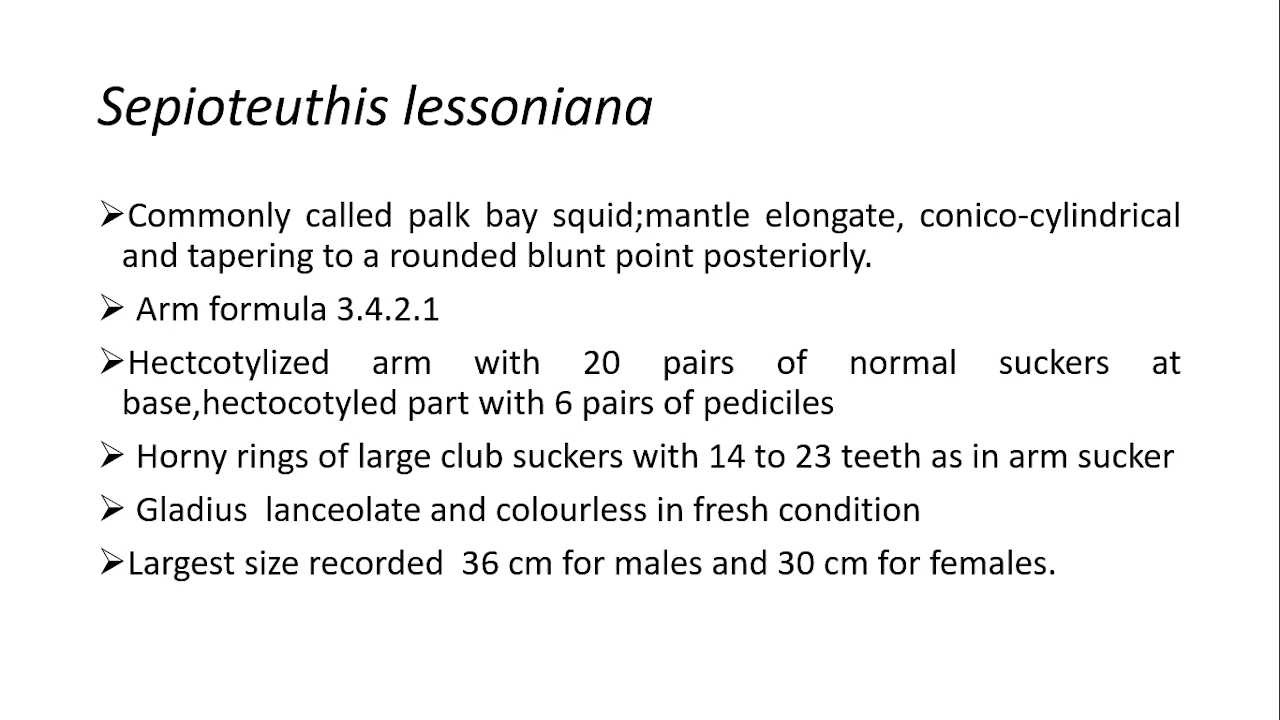 Sepioteuthis lessoniana
➢Commonly called palk bay squid;mantle elongate, conico-cylindrical
and tapering to a rounded blunt point posteriorly.
➢ Arm formula 3.4.2.1
➢Hectcotylized arm with 20 pairs of normal suckers at
base,hectocotyled part with 6 pairs of pediciles
➢ Horny rings of large club suckers with 14 to 23 teeth as in arm sucker
➢ Gladius  lanceolate and colourless in fresh condition
➢Largest size recorded  36 cm for males and 30 cm for females.